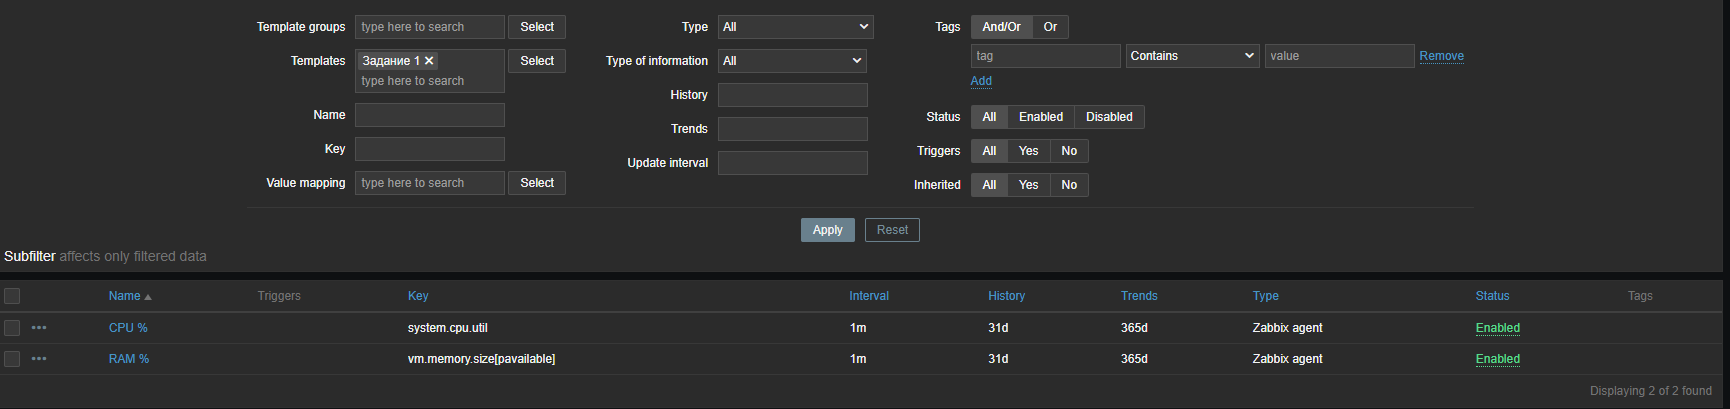 Template groups type here to search Select
Templates Задание 1 ✕ Select
type here to search
Name
Key
Value mapping type here to search Select
Type All
Type of information All
History
Trends
Update interval
Tags And/Or Or
tag Contains value Remove
Add
Status All Enabled Disabled
Triggers All Yes No
Inherited All Yes No
Apply Reset
Subfilter affects only filtered data
Name Triggers Key Interval History Trends Type Status Tags
CPU % system.cpu.util 1m 31d 365d Zabbix agent Enabled
RAM % vm.memory.size[pavailable] 1m 31d 365d Zabbix agent Enabled
Displaying 2 of 2 found